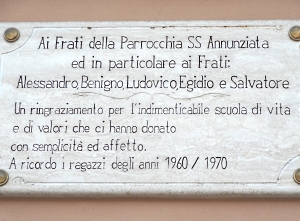 Ai Frati della Parrocchia SS Annunziata
ed in particolare ai Frati:
Alessandro, Benigno, Ludovico, Egidio e Salvatore
Un ringraziamento per l'indimenticabile scuola di vita
e di valori che ci hanno donato
con semplicità ed affetto.
A ricordo i ragazzi degli anni 1960 / 1970